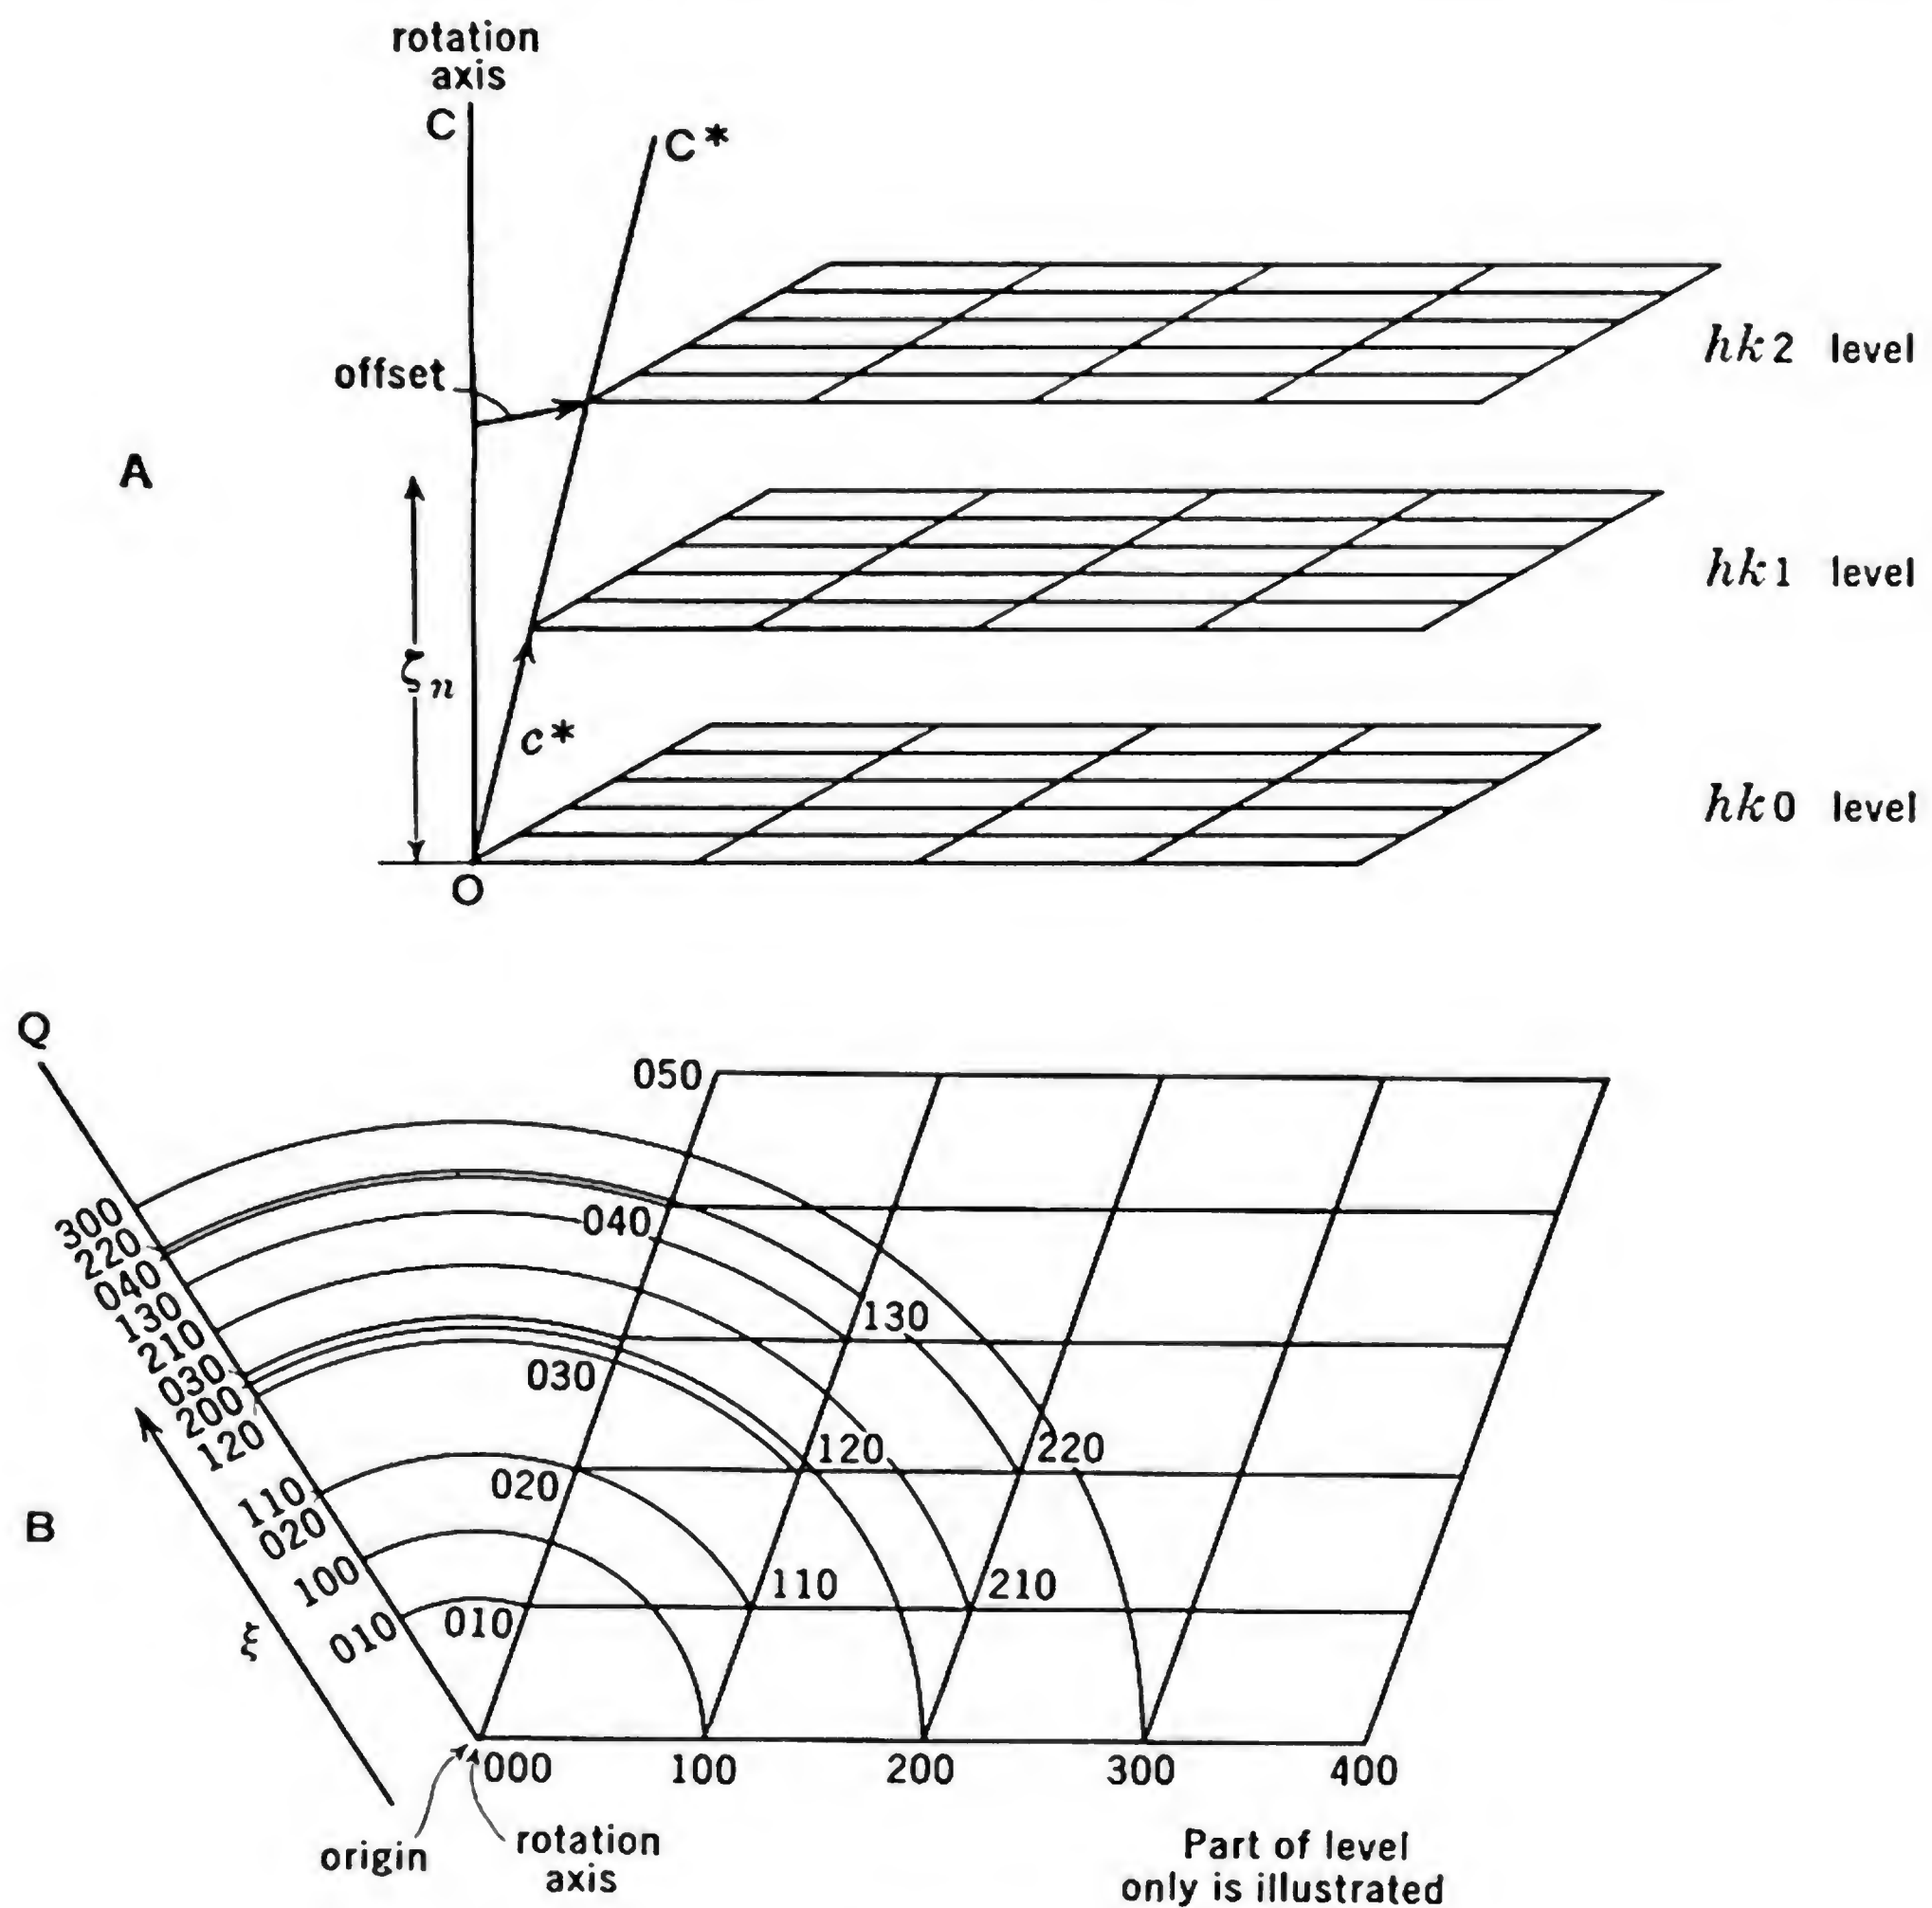 rotation
axis
C
C*
offset
hk2 level
A
hk1 level
ζn
c*
hk0 level
O
Q
050
300
220
040
130
210
030
200
120
110
020
100
010
040
130
030
120
220
020
110
210
010
B
ξ
000 100 200 300 400
origin
rotation
axis
Part of level
only is illustrated